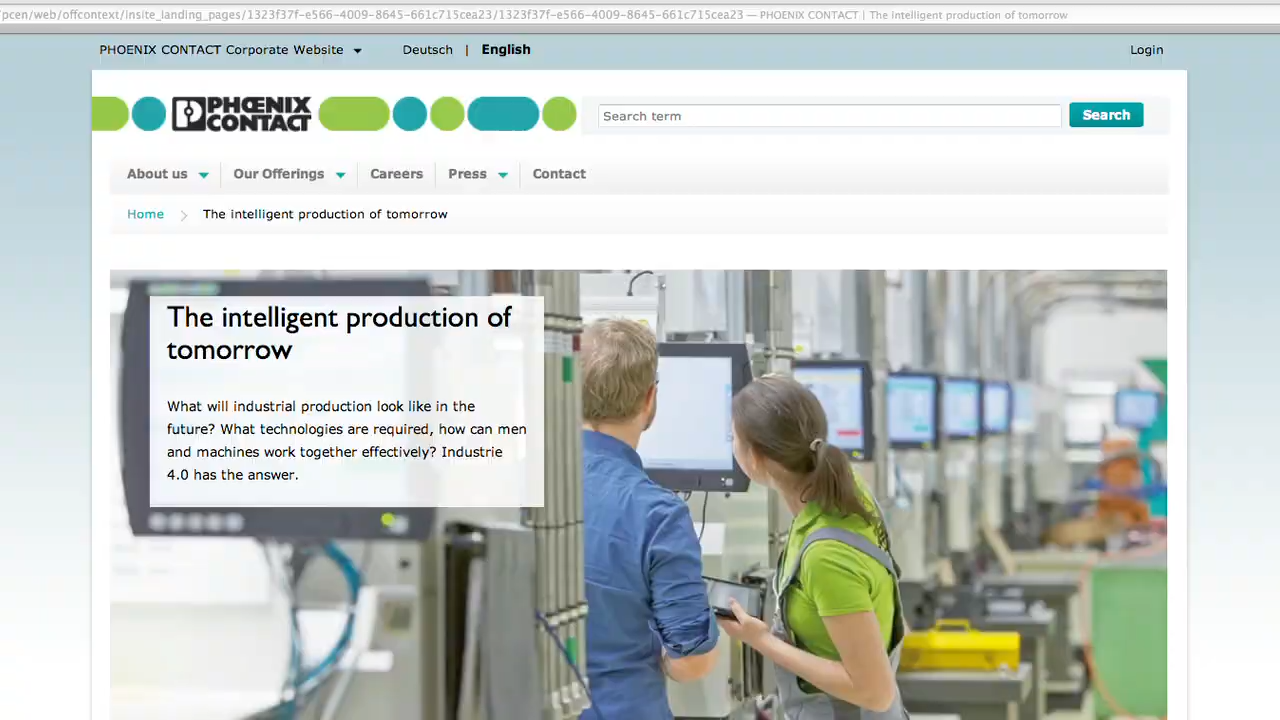 /pcen/web/offcontext/insite_landing_pages/1323f37f-e566-4009-8645-661c715cea23/1323f37f-e566-4009-8645-661c715cea23 — PHOENIX CONTACT | The intelligent production of tomorrow
PHOENIX CONTACT Corporate Website Deutsch | English Login
PHŒNIX
CONTACT
Search term Search
About us Our Offerings Careers Press Contact
Home The intelligent production of tomorrow
The intelligent production of
tomorrow
What will industrial production look like in the
future? What technologies are required, how can men
and machines work together effectively? Industrie
4.0 has the answer.